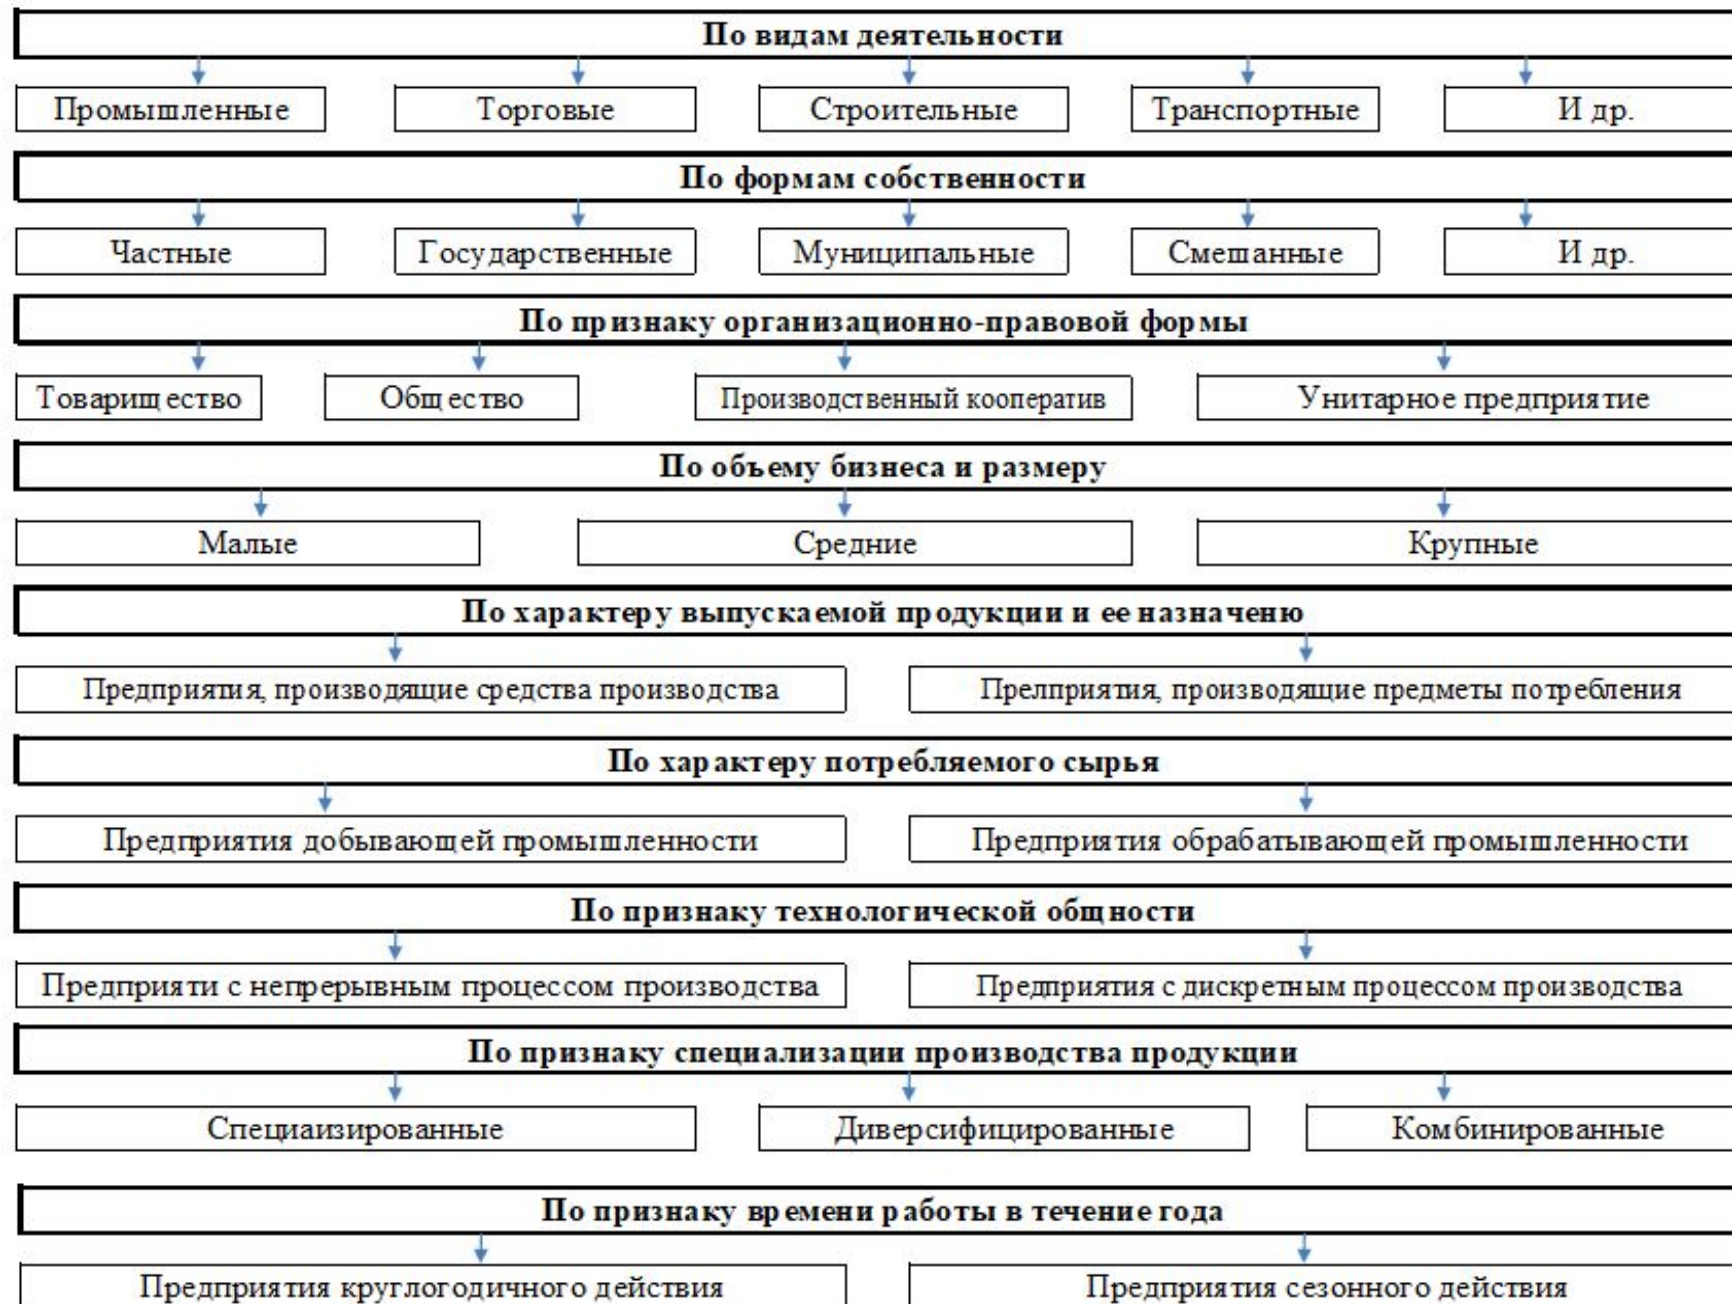 По видам деятельности
Промышленные Торговые Строительные Транспортные И др.
По формам собственности
Частные Государственные Муниципальные Смешанные И др.
По признаку организационно-правовой формы
Товарищество Общество Производственный кооператив Унитарное предприятие
По объему бизнеса и размеру
Малые Средние Крупные
По характеру выпускаемой продукции и ее назначеню
Предприятия, производящие средства производства Прелприятия, производящие предметы потребления
По характеру потребляемого сырья
Предприятия добывающей промышленности Предприятия обрабатывающей промышленности
По признаку технологической общности
Предприяти с непрерывным процессом производства Предприятия с дискретным процессом производства
По признаку специализации производства продукции
Специаизированные Диверсифицированные Комбинированные
По признаку времени работы в течение года
Предприятия круглогодичного действия Предприятия сезонного действия